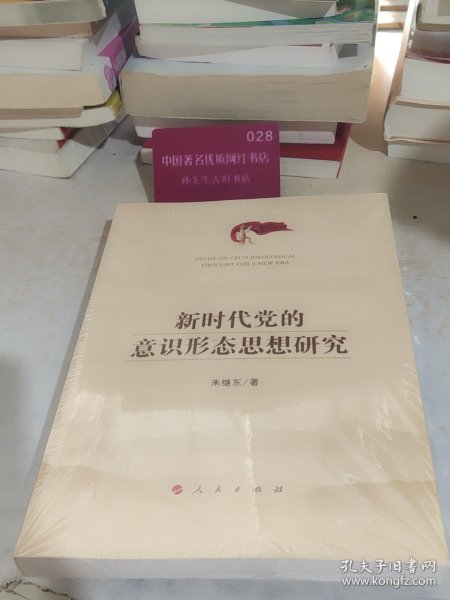 028
中国著名优质网红书店
孙先生古旧书店
STUDY ON CPC'S IDEOLOGICAL
THOUGHT FOR A NEW ERA
新时代党的
意识形态思想研究
朱继东/著
人民出版社
孔夫子旧书网
www.kongfz.com